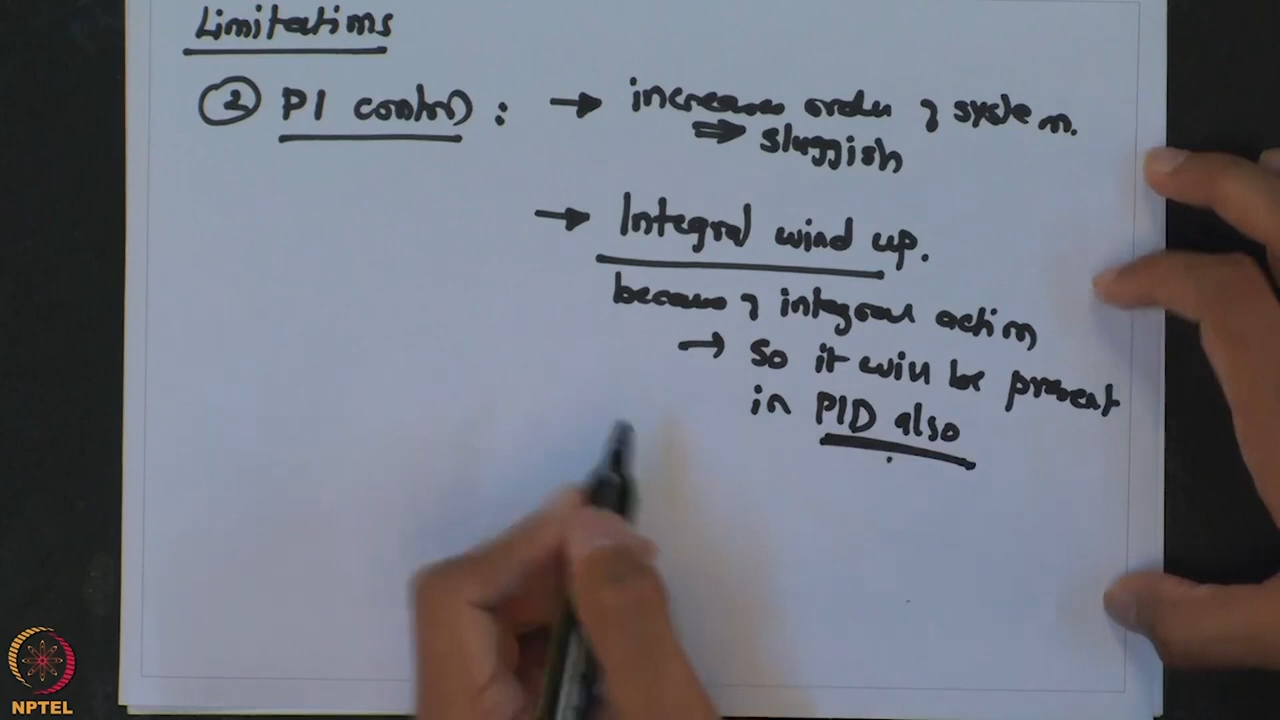 Limitations
② PI control : → increases order of system.
⇒ sluggish
→ Integral wind up.
because of integral action
→ so it will be present
in PID also
NPTEL